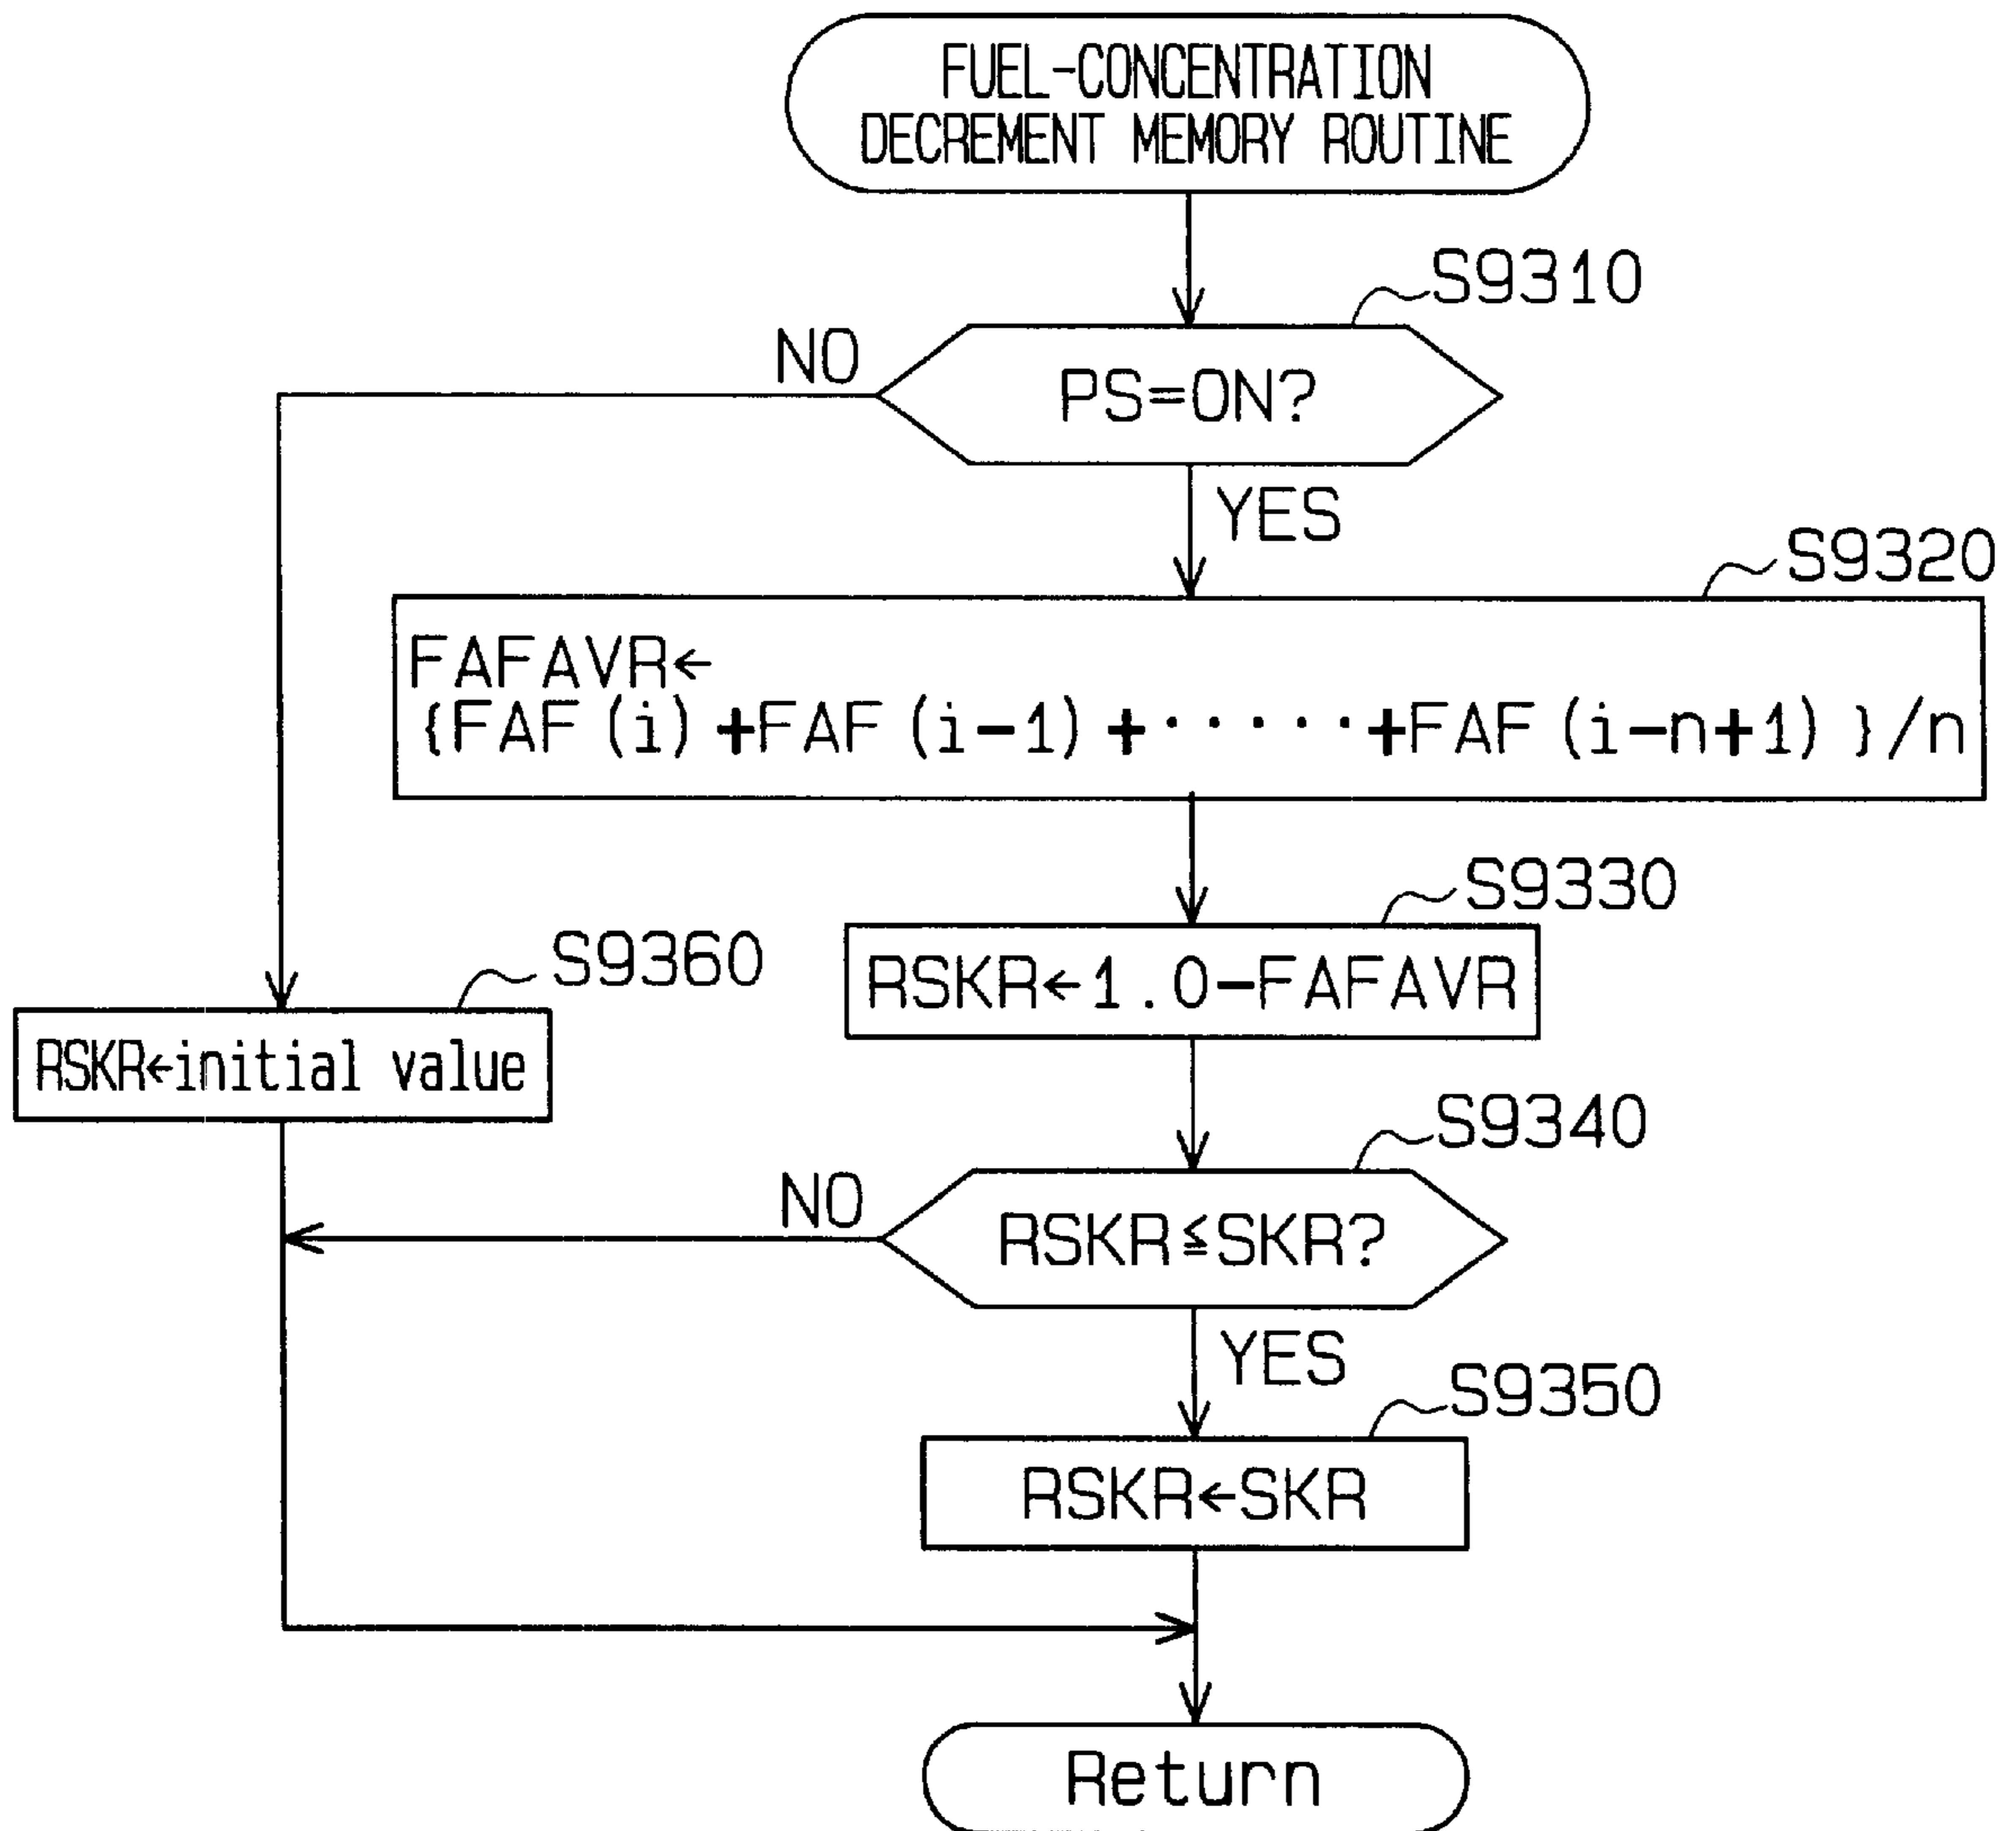 FUEL-CONCENTRATION
DECREMENT MEMORY ROUTINE
S9310
NO
PS=ON?
YES
S9320
FAFAVR←
{FAF(i)+FAF(i-1)+·····+FAF(i-n+1)}/n
S9330
RSKR←1.0-FAFAVR
S9360
RSKR←initial value
S9340
NO
RSKR≦SKR?
YES
S9350
RSKR←SKR
Return